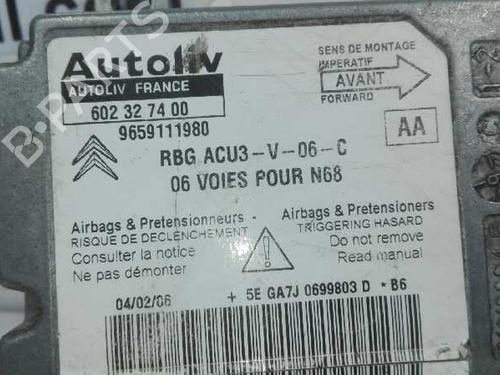 Autoliv
SENS DE MONTAGE
IMPERATIF
AUTOLIV FRANCE
AVANT
FORWARD
602 32 74 00
9659111980
AA
RBG ACU3-V-06-C
06 VOIES POUR N68
Airbags & Pretensionneurs
RISQUE DE DECLENCHEMENT
Consulter la notice
Ne pas démonter
Airbags & Pretensioners
TRIGGERING HASARD
Do not remove
Read manual
04/02/06
+ 5E GA7J 0699803 D * B6
B-PARTS